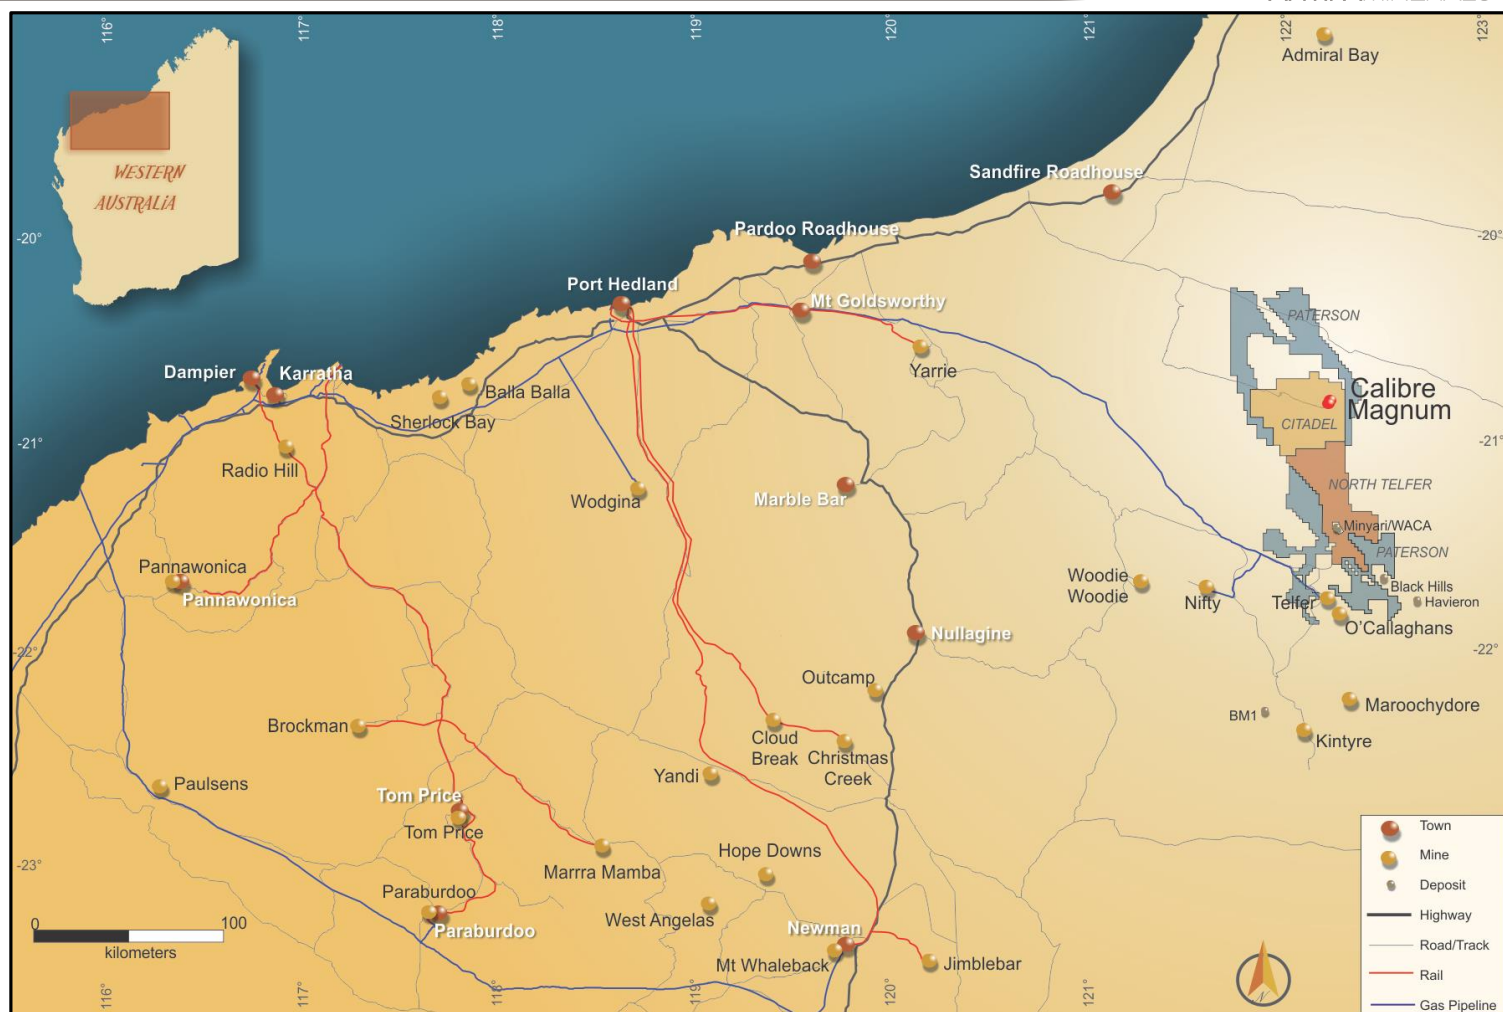 116°
117°
118°
119°
120°
121°
122°
123°
Admiral Bay
WESTERN
AUSTRALIA
Sandfire Roadhouse
-20°
Pardoo Roadhouse
-20°
Port Hedland
Mt Goldsworthy
PATERSON
Dampier
Karratha
Yarrie
Balla Balla
Calibre
Magnum
Sherlock Bay
CITADEL
-21°
-21°
Radio Hill
Wodgina
Marble Bar
NORTH TELFER
Minyari/WACA
PATERSON
Pannawonica
Pannawonica
Woodie
Woodie
Nifty
Telfer
Black Hills
Havieron
O'Callaghans
Nullagine
-22°
-22°
Outcamp
Maroochydore
BM1
Kintyre
Brockman
Cloud
Break
Christmas
Creek
Yandi
Paulsens
Tom Price
Tom Price
Hope Downs
-23°
Marrra Mamba
Paraburdoo
West Angelas
Paraburdoo
Newman
Mt Whaleback
Jimblebar
0
100
kilometers
Town
Mine
Deposit
Highway
Road/Track
Rail
Gas Pipeline
N
116°
117°
118°
119°
120°
121°